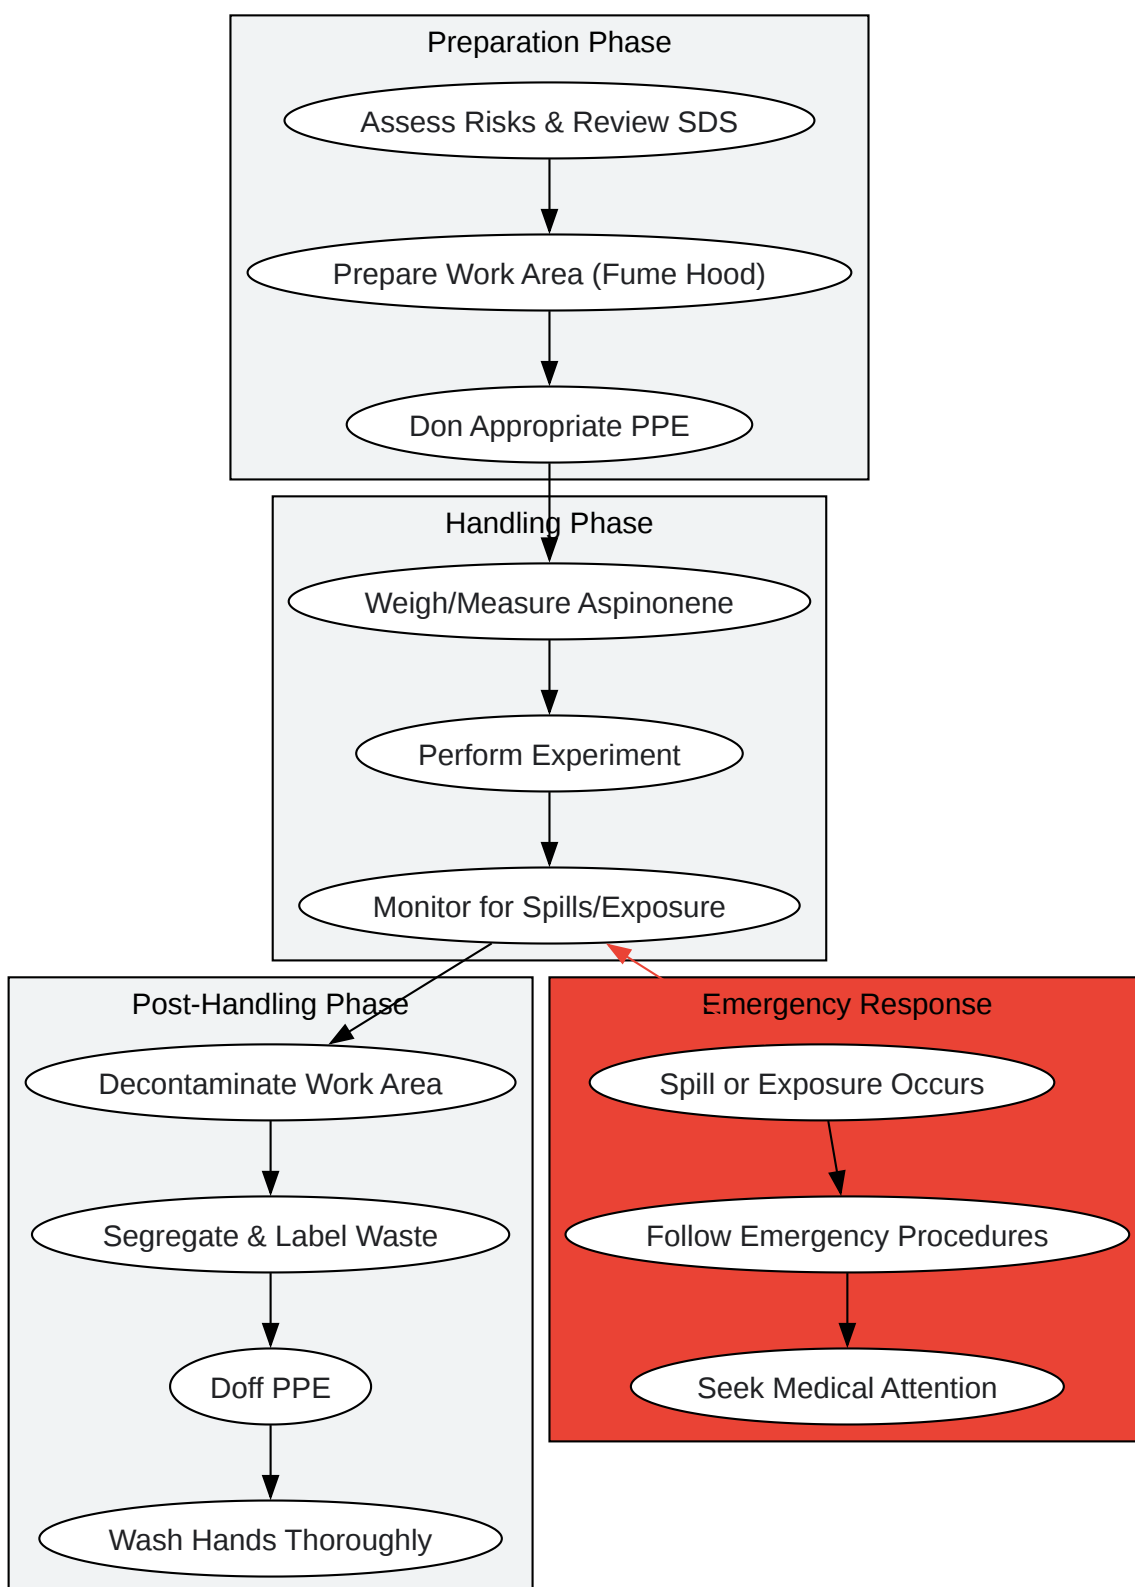 Preparation Phase
Assess Risks & Review SDS
Prepare Work Area (Fume Hood)
Don Appropriate PPE
Handling Phase
Weigh/Measure Aspinonene
Perform Experiment
Monitor for Spills/Exposure
Post-Handling Phase
Decontaminate Work Area
Segregate & Label Waste
Doff PPE
Wash Hands Thoroughly
Emergency Response
Spill or Exposure Occurs
Follow Emergency Procedures
Seek Medical Attention